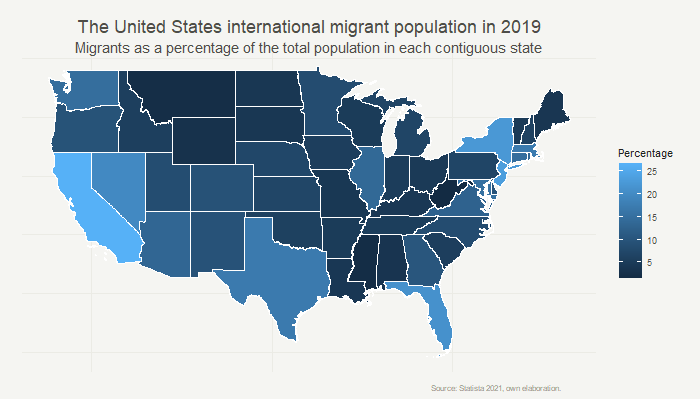 The United States international migrant population in 2019
Migrants as a percentage of the total population in each contiguous state
Percentage
25
20
15
10
5
Source: Statista 2021, own elaboration.